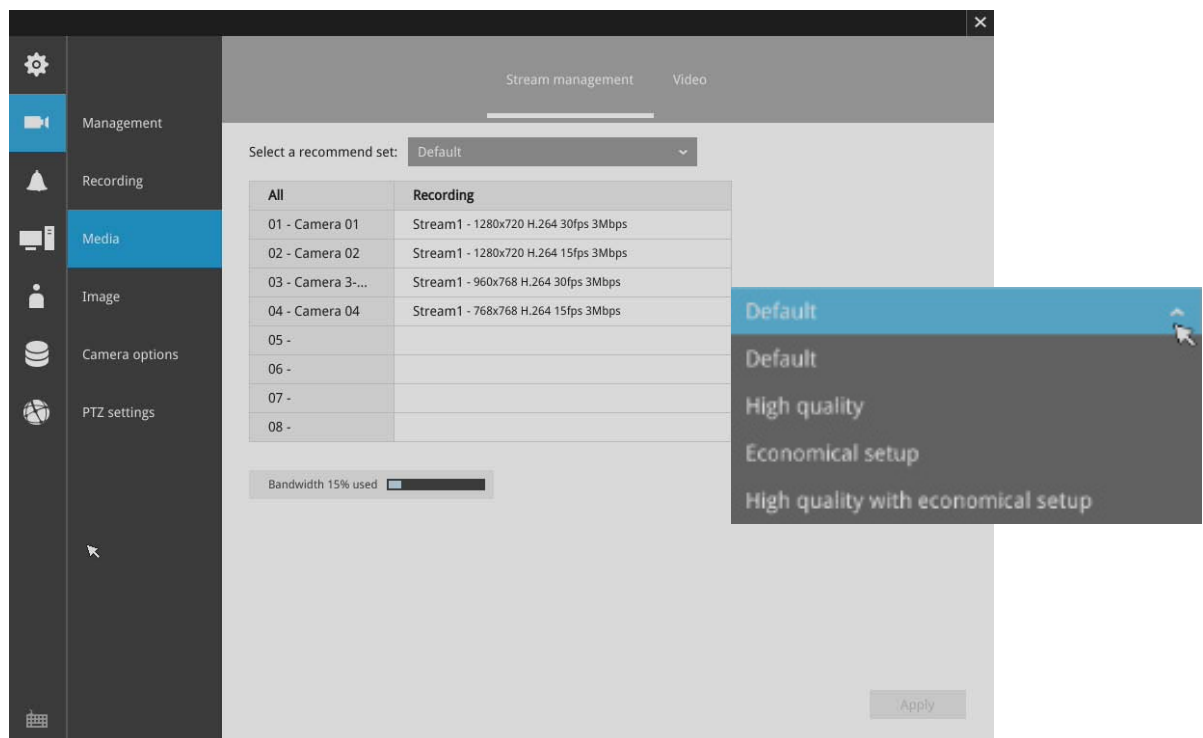 Stream management Video
Management
Recording
Media
Image
Camera options
PTZ settings
Select a recommend set: Default
All Recording
01 - Camera 01 Stream1 - 1280x720 H.264 30fps 3Mbps
02 - Camera 02 Stream1 - 1280x720 H.264 15fps 3Mbps
03 - Camera 3-... Stream1 - 960x768 H.264 30fps 3Mbps
04 - Camera 04 Stream1 - 768x768 H.264 15fps 3Mbps
05 -
06 -
07 -
08 -
Bandwidth 15% used
Apply
Default
Default
High quality
Economical setup
High quality with economical setup